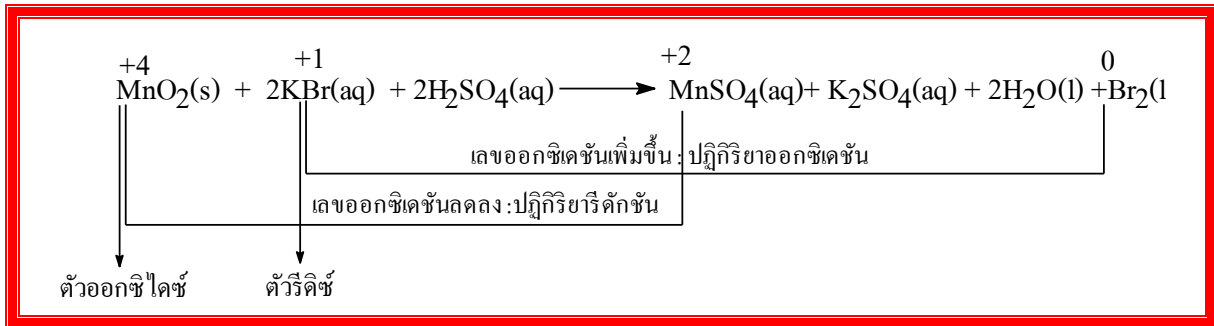 +4 +1 +2 0
MnO2(s) + 2KBr(aq) + 2H2SO4(aq) ⟶ MnSO4(aq)+ K2SO4(aq) + 2H2O(l) +Br2(l
เลขออกซิเดชันเพิ่มขึ้น : ปฏิกิริยาออกซิเดชัน
เลขออกซิเดชันลดลง :ปฏิกิริยารีดักชัน
ตัวออกซิไดซ์ ตัวรีดิซ์